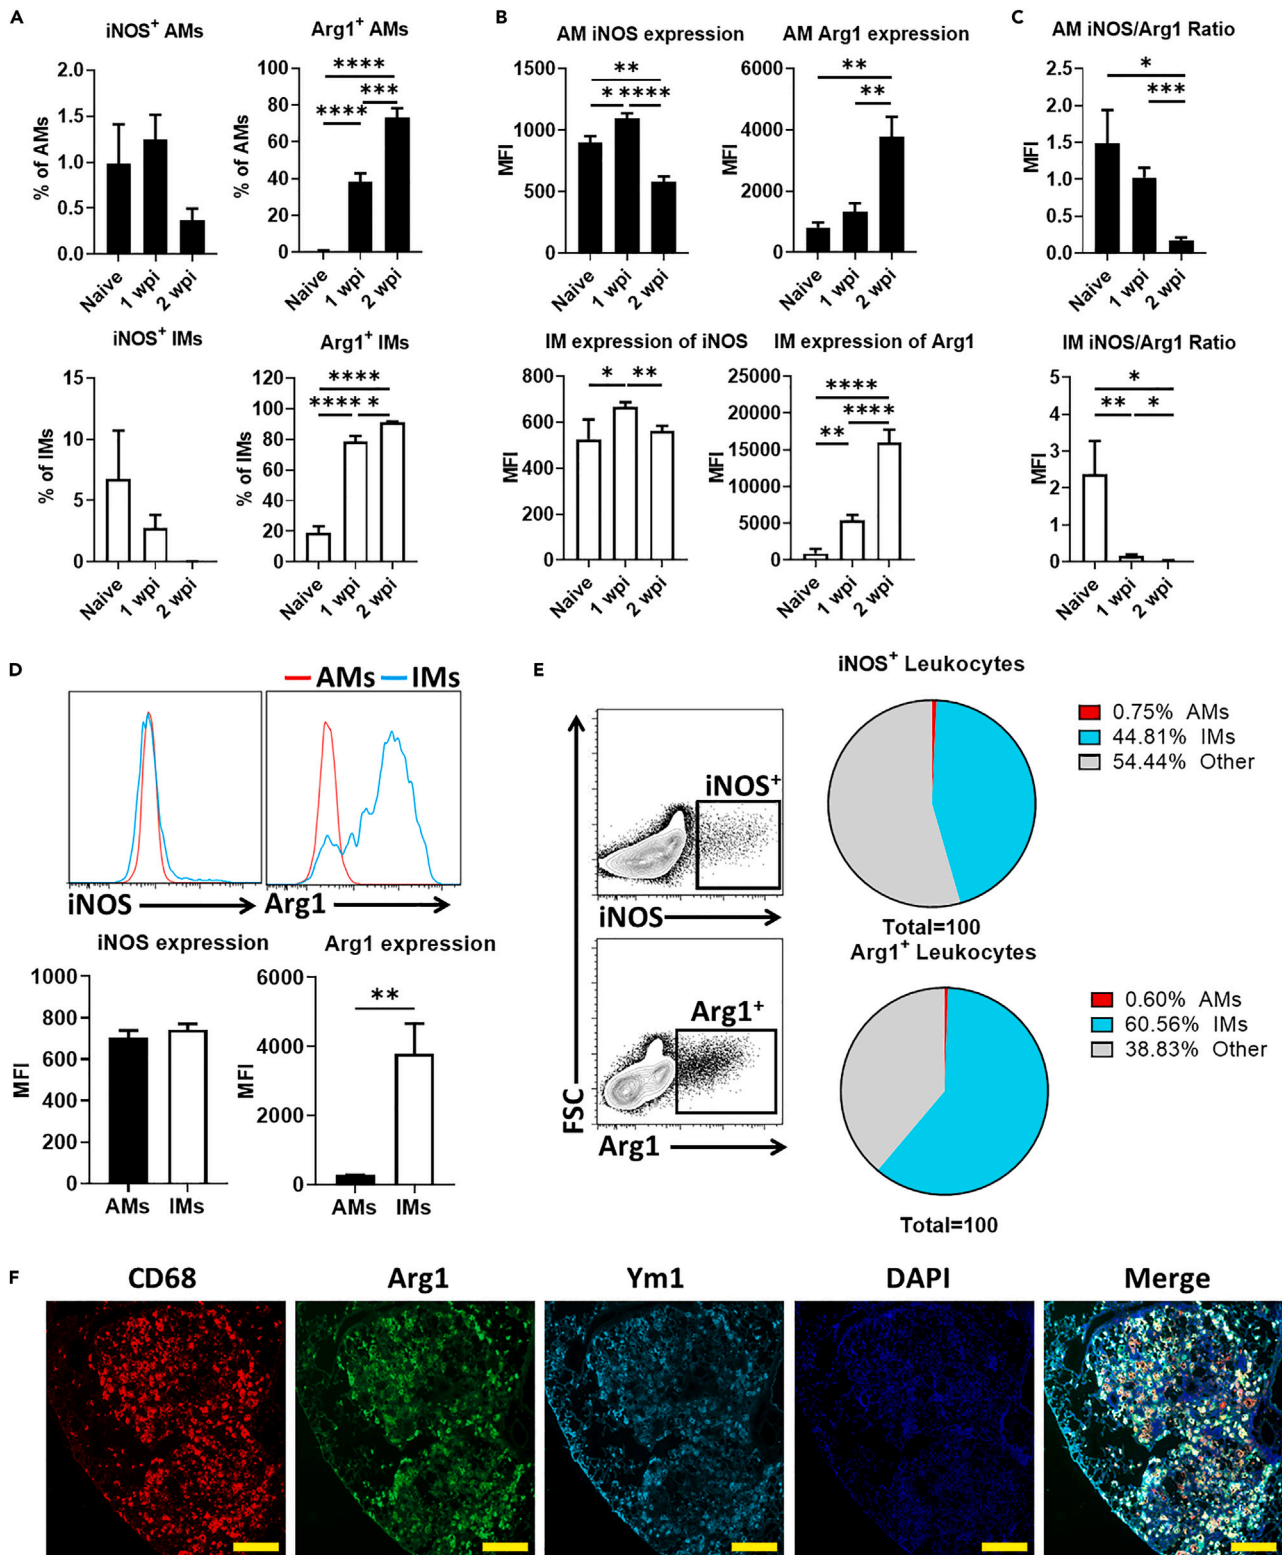 A
B
C
iNOS+ AMs
Arg1+ AMs
AM iNOS expression
AM Arg1 expression
AM iNOS/Arg1 Ratio
% of AMs
2.0
1.5
1.0
0.5
0.0
Naive
1 wpi
2 wpi
% of AMs
100
80
60
40
20
0
****
***
****
Naive
1 wpi
2 wpi
MFI
1500
1000
500
0
**
* ****
Naive
1 wpi
2 wpi
MFI
6000
4000
2000
0
**
**
Naive
1 wpi
2 wpi
MFI
2.5
2.0
1.5
1.0
0.5
0.0
*
***
Naive
1 wpi
2 wpi
iNOS+ IMs
Arg1+ IMs
IM expression of iNOS
IM expression of Arg1
IM iNOS/Arg1 Ratio
% of IMs
15
10
5
0
Naive
1 wpi
2 wpi
% of IMs
120
100
80
60
40
20
0
****
**** *
Naive
1 wpi
2 wpi
MFI
800
600
400
200
0
* **
Naive
1 wpi
2 wpi
MFI
25000
20000
15000
10000
5000
0
****
****
**
Naive
1 wpi
2 wpi
MFI
5
4
3
2
1
0
*
** *
Naive
1 wpi
2 wpi
D
AMs IMs
iNOS
Arg1
iNOS expression
Arg1 expression
MFI
1000
800
600
400
200
0
AMs IMs
MFI
6000
4000
2000
0
**
AMs IMs
E
iNOS+ Leukocytes
iNOS+
iNOS
0.75% AMs
44.81% IMs
54.44% Other
Total=100
Arg1+ Leukocytes
Arg1+
FSC
Arg1
0.60% AMs
60.56% IMs
38.83% Other
Total=100
F
CD68
Arg1
Ym1
DAPI
Merge